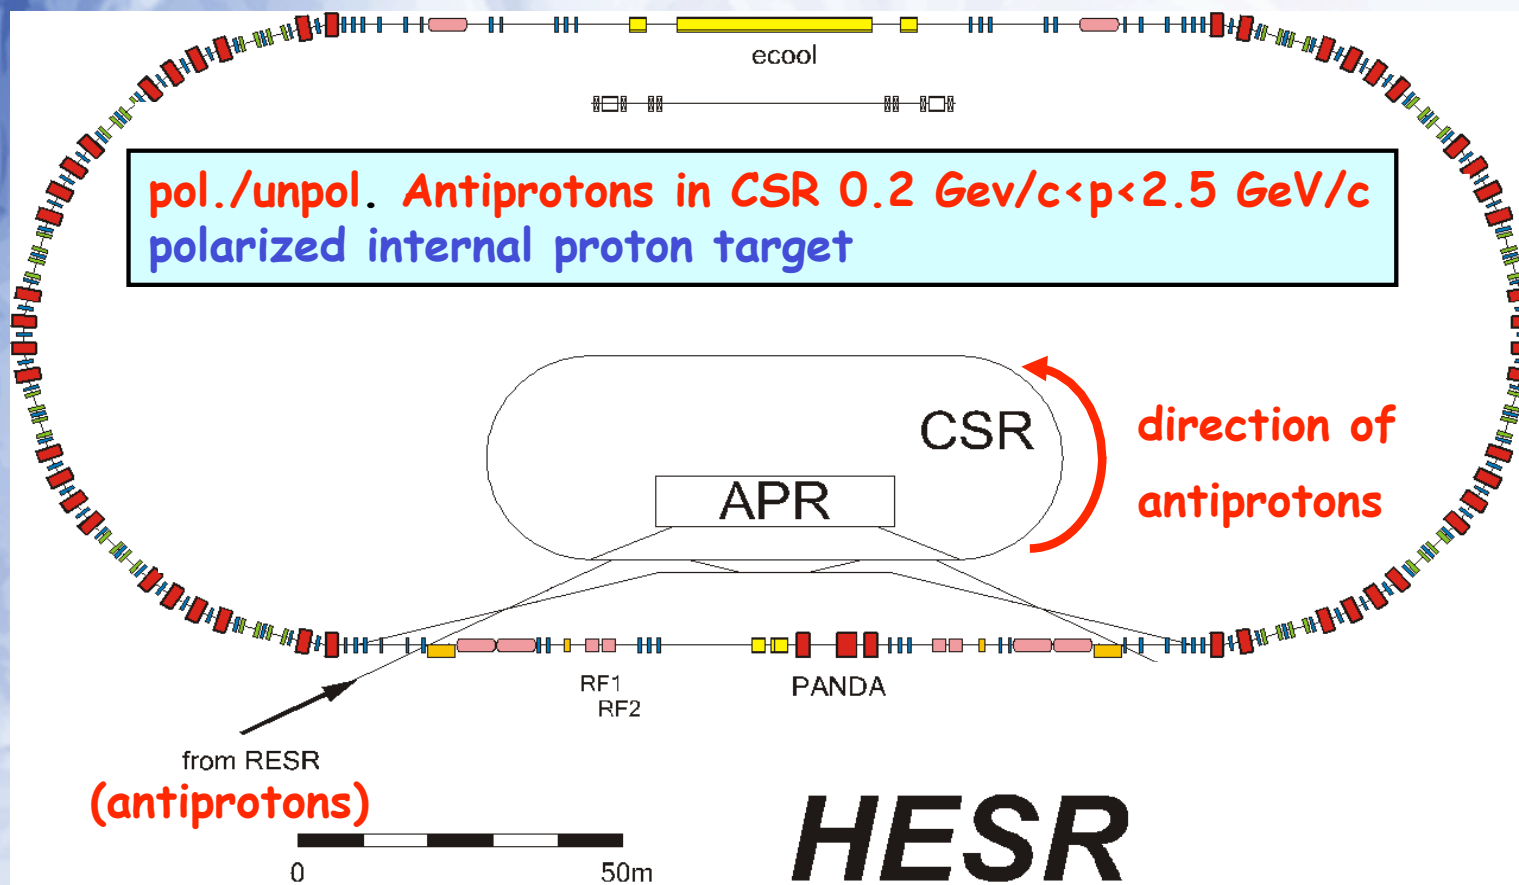 ecool
pol./unpol. Antiprotons in CSR 0.2 Gev/c<p<2.5 GeV/c
polarized internal proton target
CSR
APR
direction of
antiprotons
RF1
RF2
PANDA
from RESR
(antiprotons)
0 50m
HESR